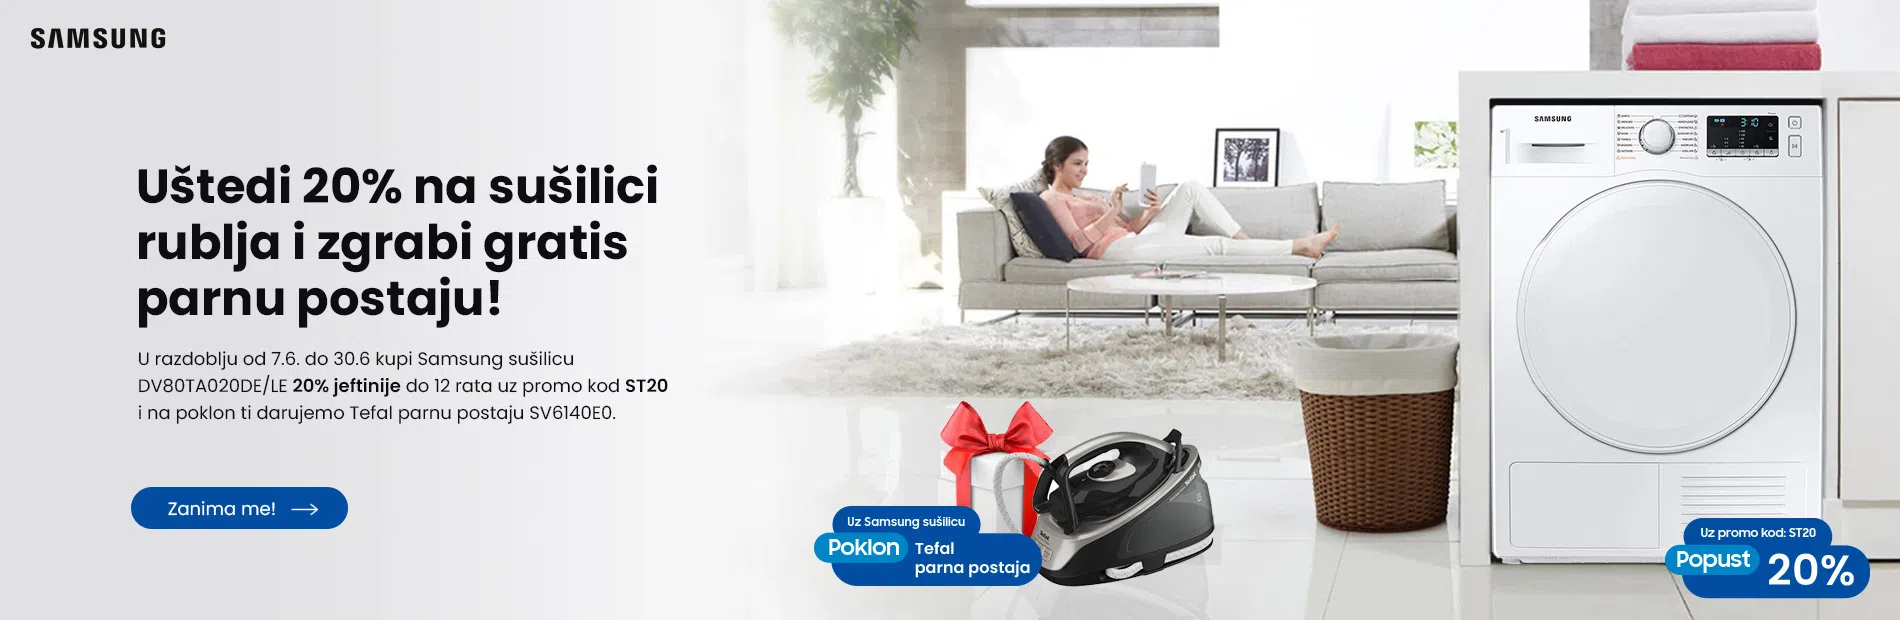 SAMSUNG
Uštedi 20% na sušilici
rublja i zgrabi gratis
parnu postaju!
U razdoblju od 7.6. do 30.6 kupi Samsung sušilicu
DV80TA020DE/LE 20% jeftinije do 12 rata uz promo kod ST20
i na poklon ti darujemo Tefal parnu postaju SV6140E0.
Zanima me!
Uz Samsung sušilicu
Poklon
Tefal
parna postaja
SAMSUNG
3:10
Uz promo kod: ST20
Popust
20%